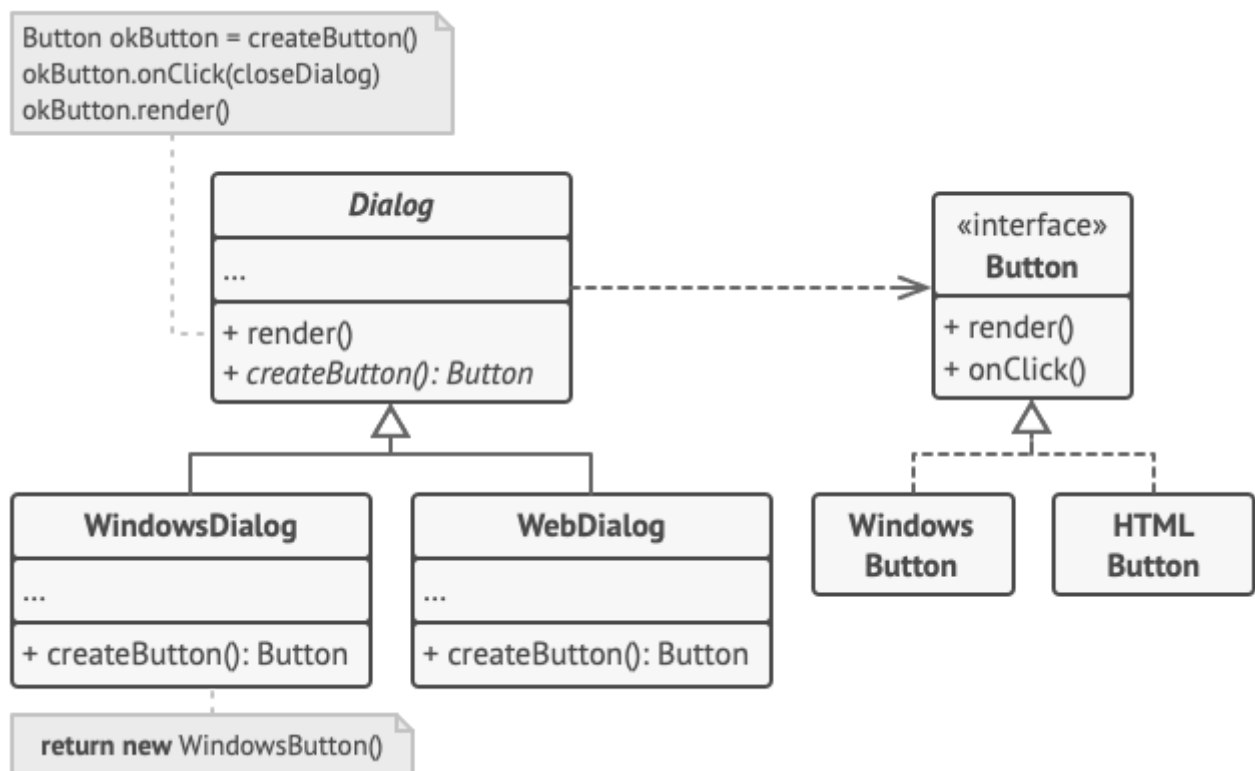 Button okButton = createButton()
okButton.onClick(closeDialog)
okButton.render()
Dialog
...
+ render()
+ createButton(): Button
«interface»
Button
+ render()
+ onClick()
WindowsDialog
...
+ createButton(): Button
WebDialog
...
+ createButton(): Button
Windows
Button
HTML
Button
return new WindowsButton()